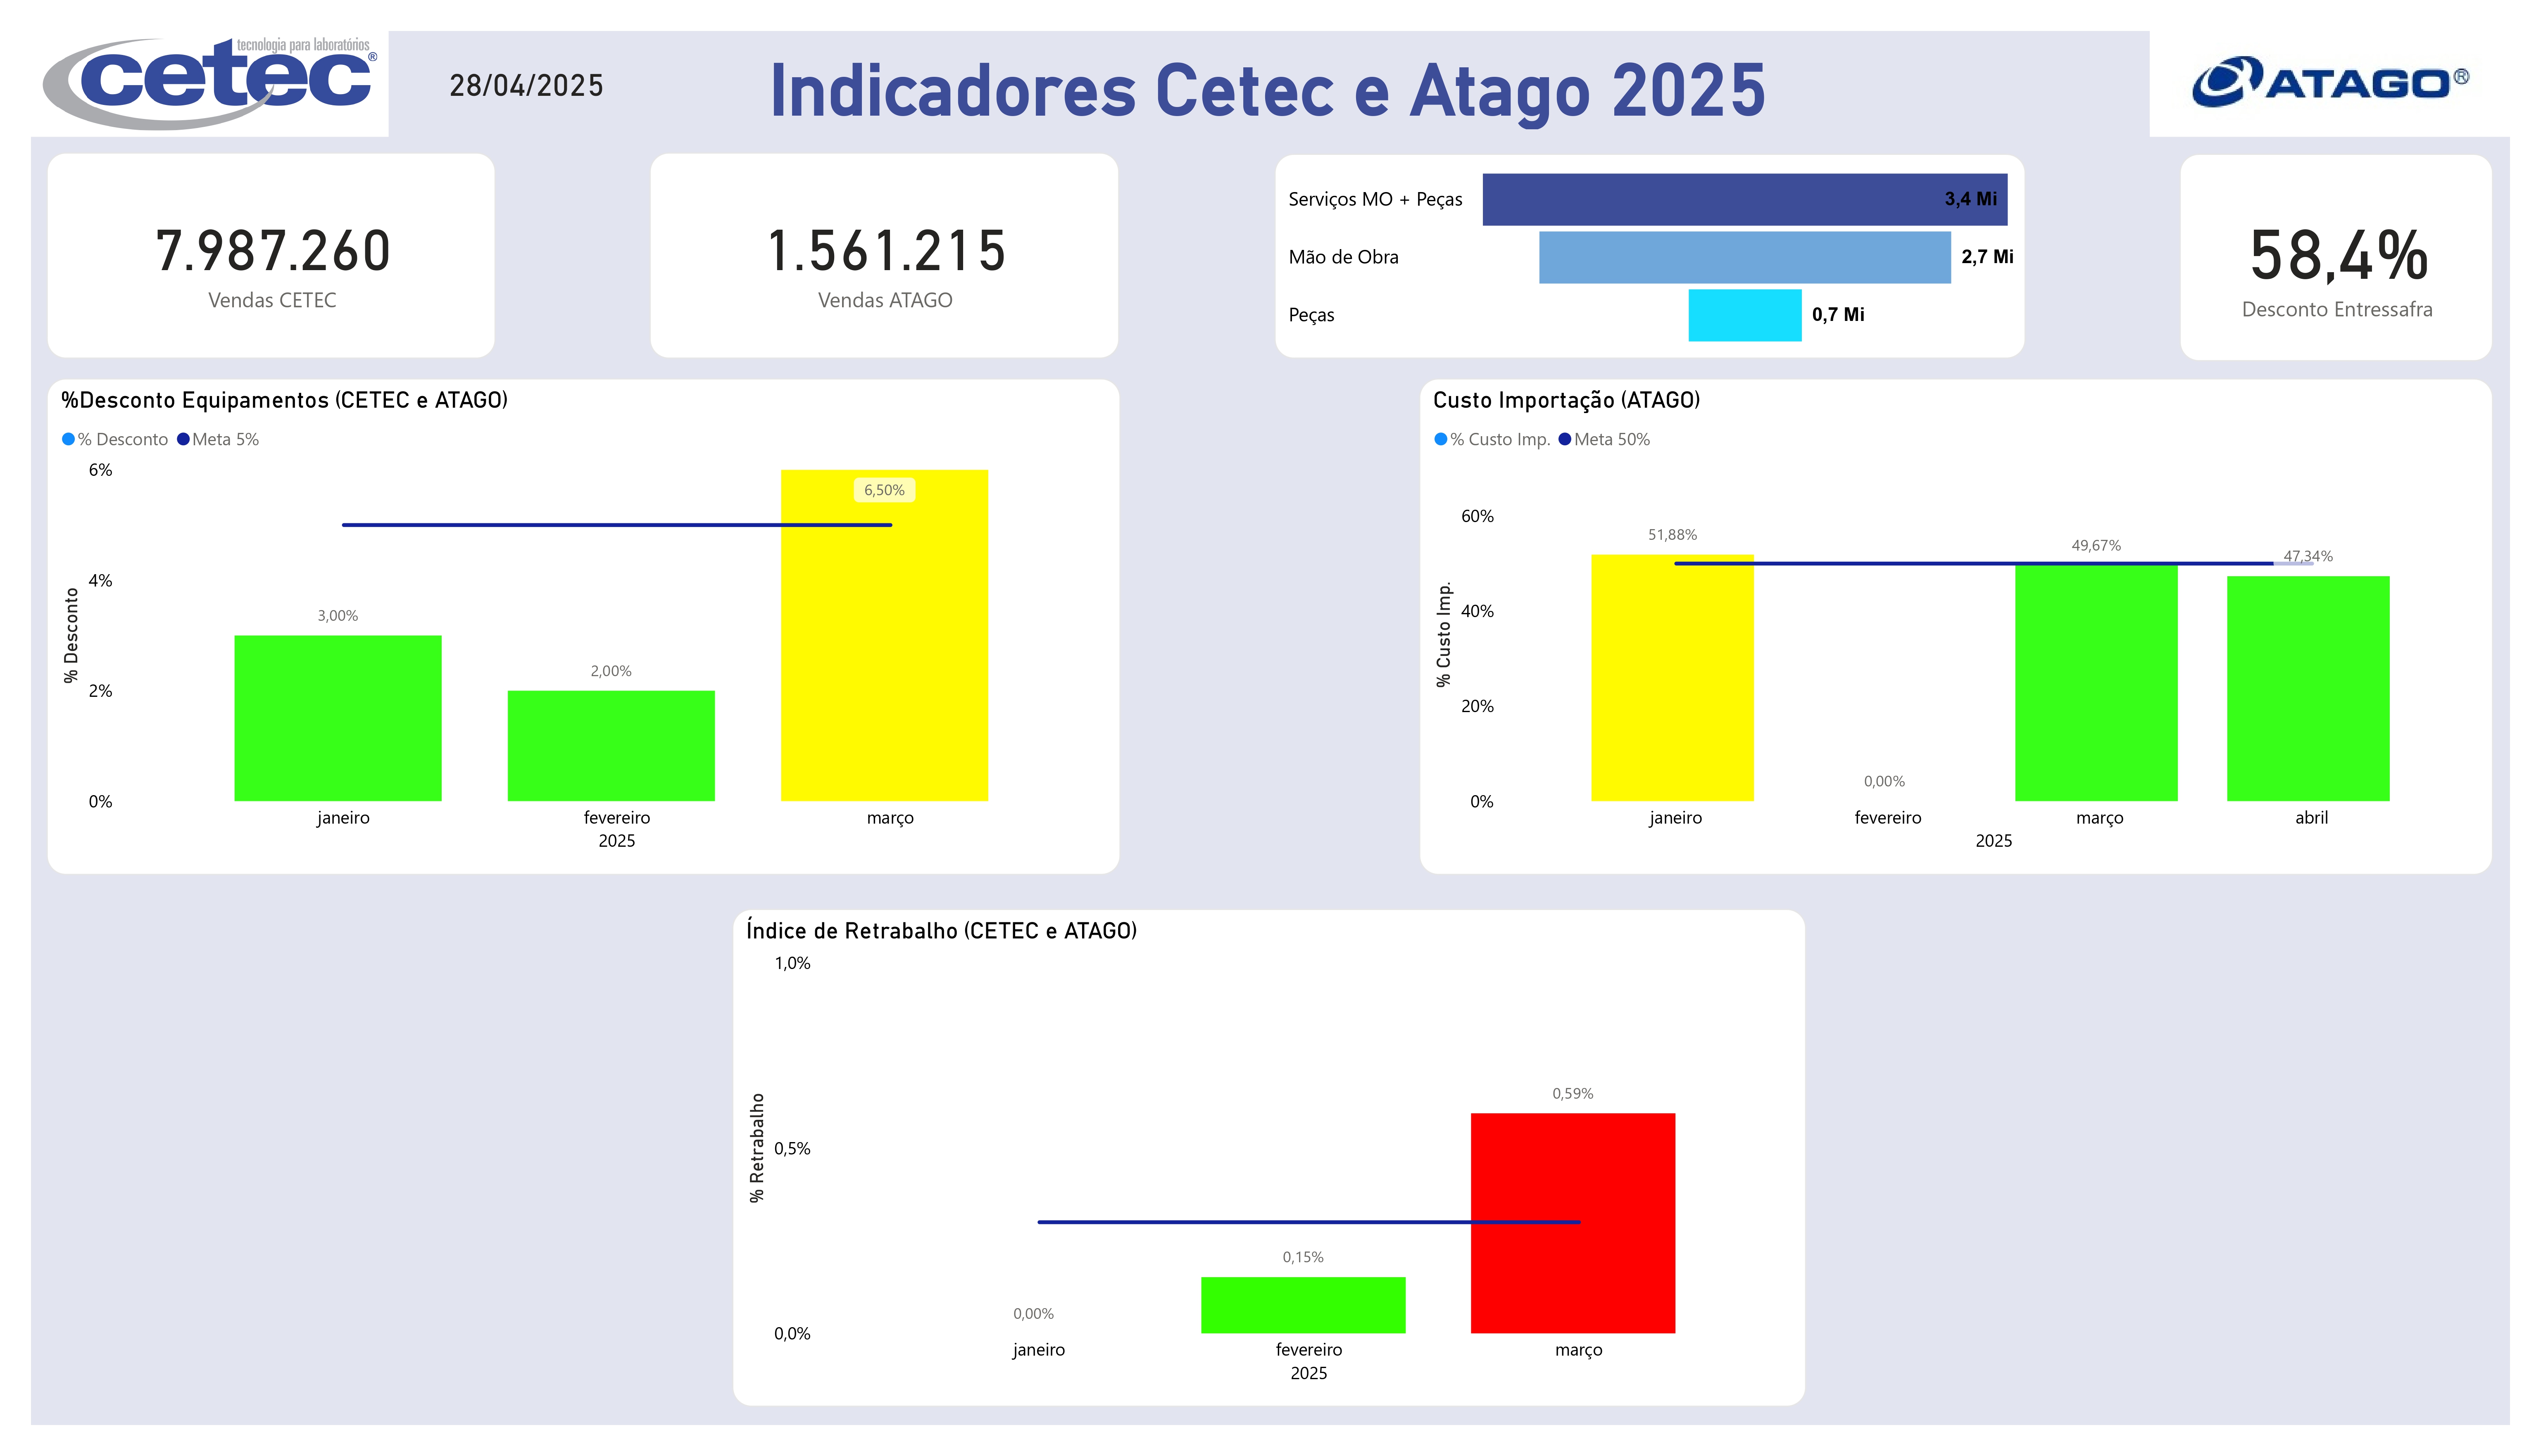 tecnologia para laboratórios
cetec®
28/04/2025
Indicadores Cetec e Atago 2025
ATAGO®
7.987.260
Vendas CETEC
1.561.215
Vendas ATAGO
Serviços MO + Peças
3,4 Mi
Mão de Obra
2,7 Mi
Peças
0,7 Mi
58,4%
Desconto Entressafra
%Desconto Equipamentos (CETEC e ATAGO)
% Desconto
Meta 5%
% Desconto
6%
4%
2%
0%
3,00%
2,00%
6,50%
janeiro
fevereiro
março
2025
Custo Importação (ATAGO)
% Custo Imp.
Meta 50%
% Custo Imp.
60%
40%
20%
0%
51,88%
0,00%
49,67%
47,34%
janeiro
fevereiro
março
abril
2025
Índice de Retrabalho (CETEC e ATAGO)
% Retrabalho
1,0%
0,5%
0,0%
0,00%
0,15%
0,59%
janeiro
fevereiro
março
2025